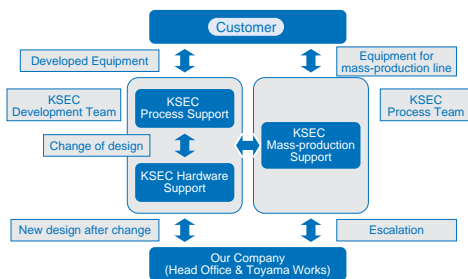 Customer
Developed Equipment
Equipment for
mass-production line
KSEC
Development Team
KSEC
Process Support
KSEC
Mass-production
Support
KSEC
Process Team
Change of design
KSEC Hardware
Support
New design after change
Escalation
Our Company
(Head Office & Toyama Works)